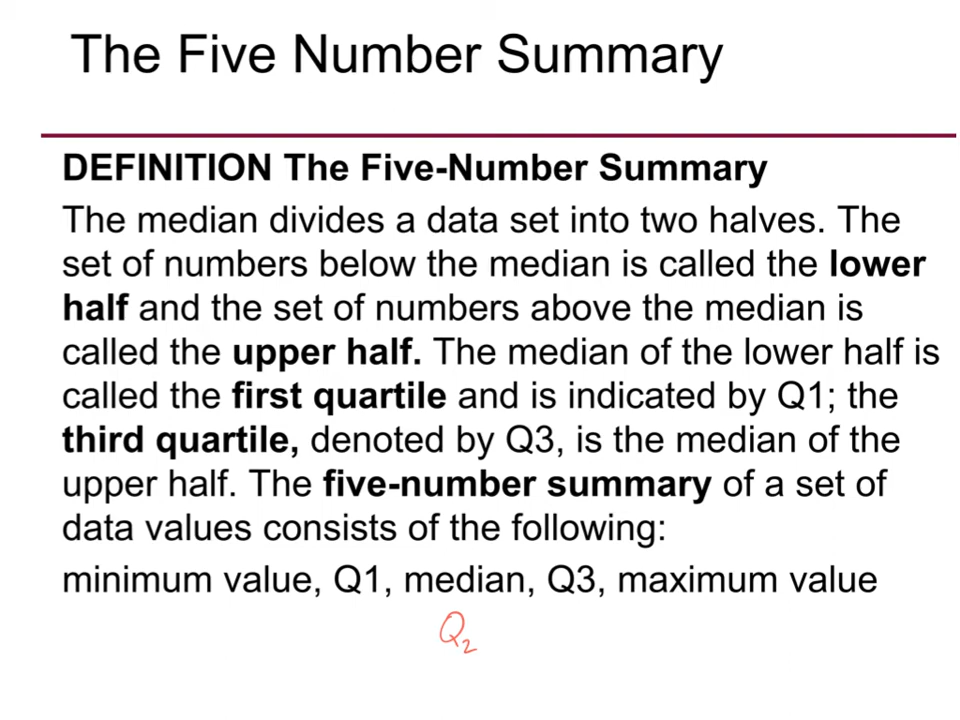 The Five Number Summary
DEFINITION The Five-Number Summary
The median divides a data set into two halves. The
set of numbers below the median is called the lower
half and the set of numbers above the median is
called the upper half. The median of the lower half is
called the first quartile and is indicated by Q1; the
third quartile, denoted by Q3, is the median of the
upper half. The five-number summary of a set of
data values consists of the following:
minimum value, Q1, median, Q3, maximum value
Q2